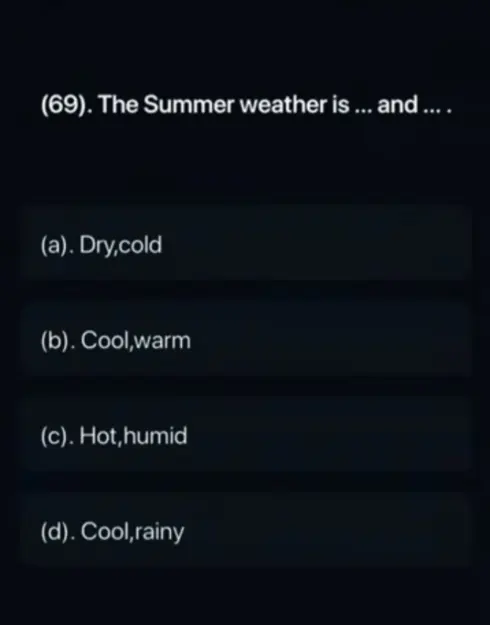 (69). The Summer weather is ... and ... .
(a). Dry,cold
(b). Cool,warm
(c). Hot,humid
(d). Cool,rainy